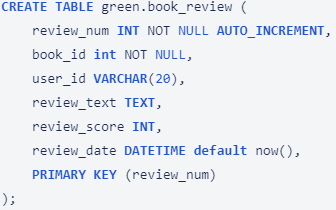 CREATE TABLE green.book_review (
    review_num INT NOT NULL AUTO_INCREMENT,
    book_id int NOT NULL,
    user_id VARCHAR(20),
    review_text TEXT,
    review_score INT,
    review_date DATETIME default now(),
    PRIMARY KEY (review_num)
);